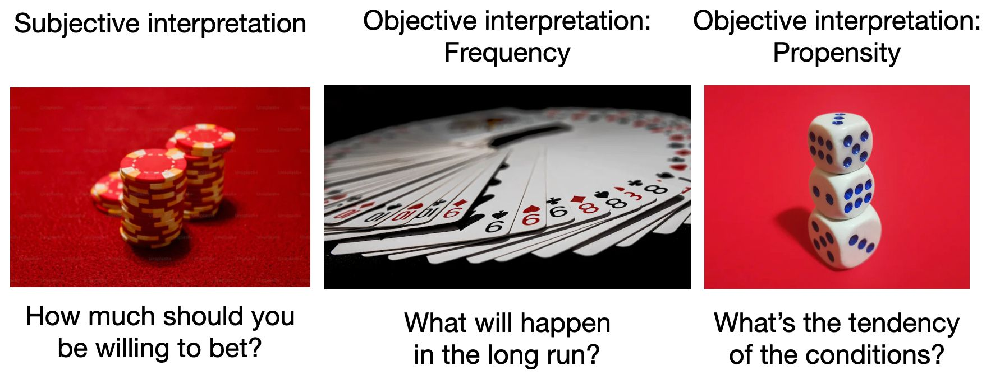 Subjective interpretation
Objective interpretation:
Frequency
Objective interpretation:
Propensity
How much should you
be willing to bet?
What will happen
in the long run?
What's the tendency
of the conditions?